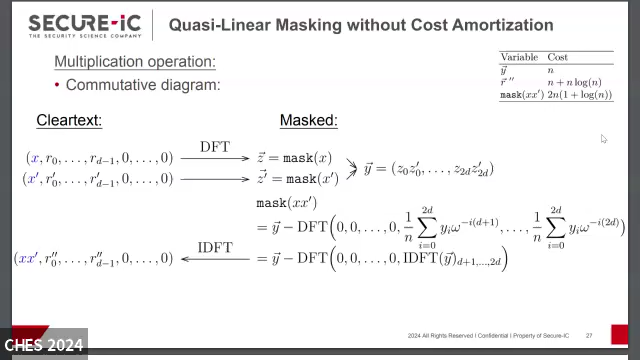 SECURE-IC
THE SECURITY SCIENCE COMPANY
Quasi-Linear Masking without Cost Amortization
Multiplication operation:
• Commutative diagram:
Variable Cost
y⃗ n
r⃗ ″ n + n log(n)
mask(xx′) 2n(1 + log(n))
Cleartext: Masked:
(x, r₀, . . . , r_{d−1}, 0, . . . , 0) DFT z⃗ = mask(x)
(x′, r′₀, . . . , r′_{d−1}, 0, . . . , 0) z⃗′ = mask(x′) y⃗ = (z₀z′₀, . . . , z_{2d}z′_{2d})
mask(xx′)
= y⃗ − DFT(0, 0, . . . , 0, 1/n ∑_{i=0}^{2d} y_i ω^{−i(d+1)}, . . . , 1/n ∑_{i=0}^{2d} y_i ω^{−i(2d)})
(xx′, r″₀, . . . , r″_{d−1}, 0, . . . , 0) IDFT = y⃗ − DFT(0, 0, . . . , 0, IDFT(y⃗)_{d+1,...,2d})
CHES 2024
2024 All Rights Reserved I Confidential I Property of Secure-IC 27